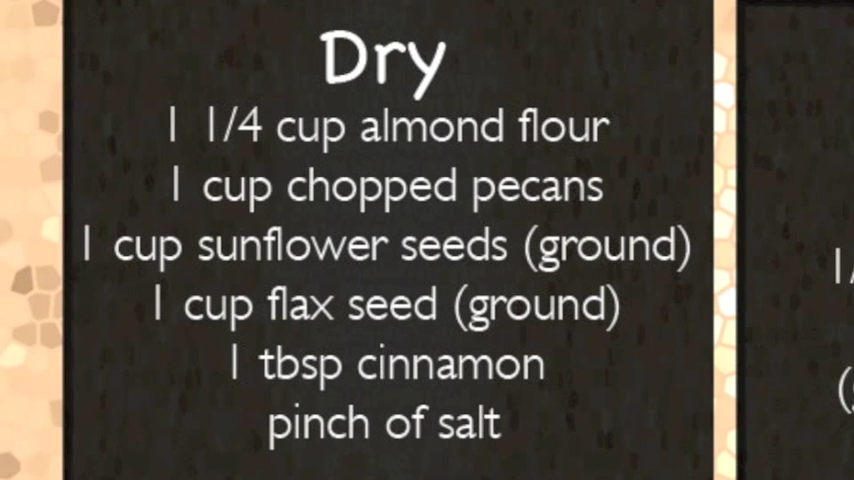 Dry
1 1/4 cup almond flour
1 cup chopped pecans
1 cup sunflower seeds (ground)
1 cup flax seed (ground)
1 tbsp cinnamon
pinch of salt